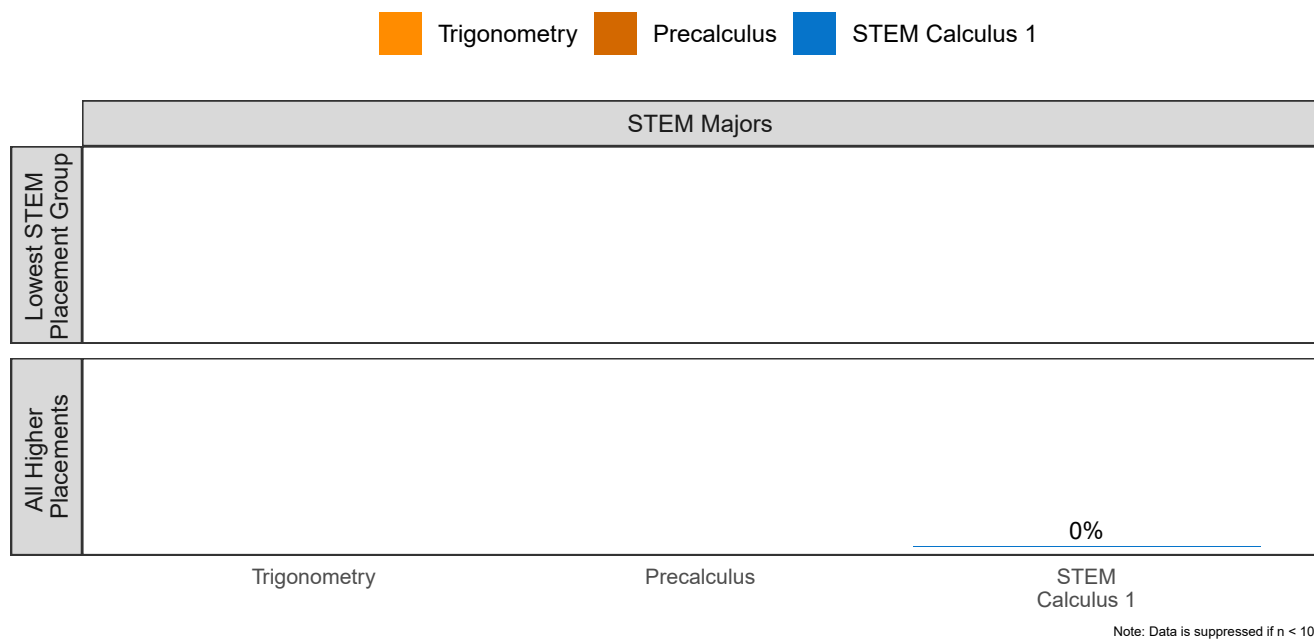 Trigonometry Precalculus STEM Calculus 1
STEM Majors
Lowest STEM
Placement Group
All Higher
Placements
0%
Trigonometry Precalculus STEM
Calculus 1
Note: Data is suppressed if n < 10